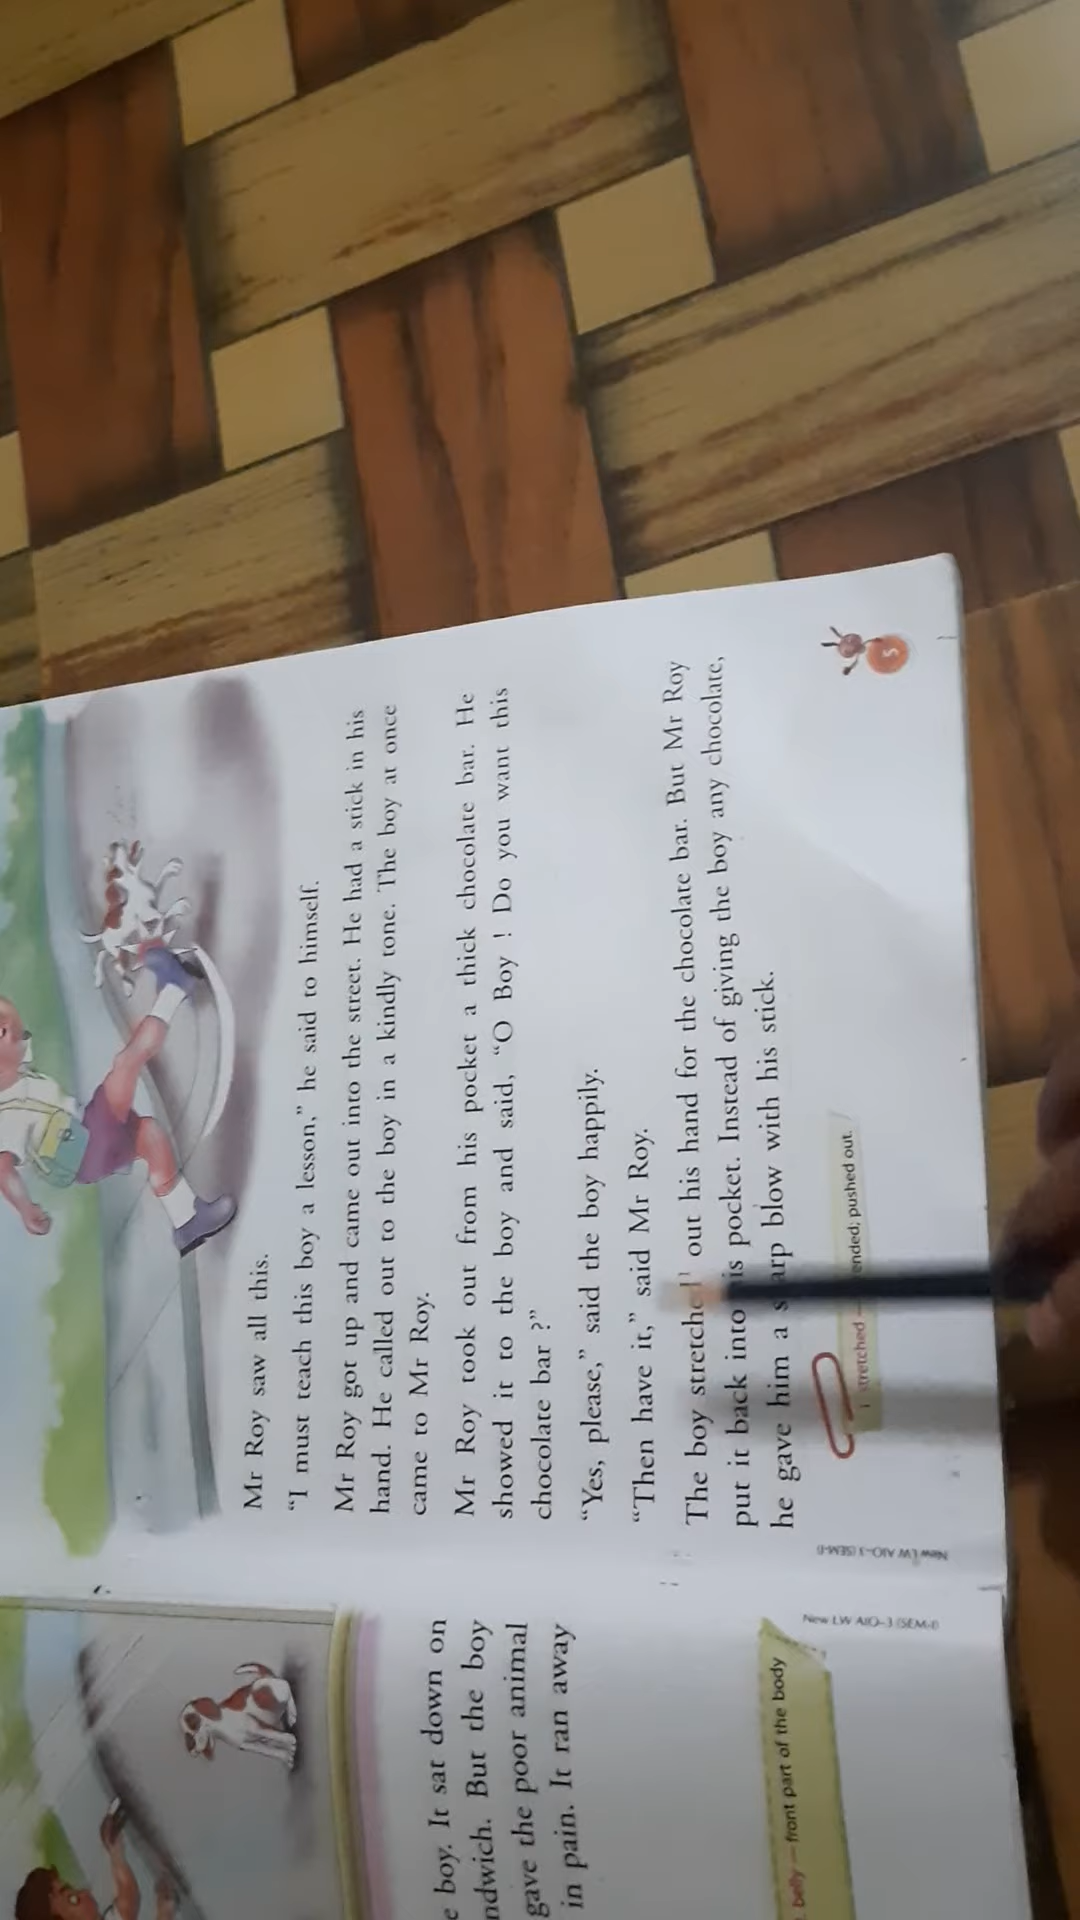 e boy. It sat down on
ndwich. But the boy
gave the poor animal
in pain. It ran away
belly — front part of the body
New LW AIO–3 (SEM-I)
Mr Roy saw all this.
“I must teach this boy a lesson,” he said to himself.
Mr Roy got up and came out into the street. He had a stick in his
hand. He called out to the boy in a kindly tone. The boy at once
came to Mr Roy.
Mr Roy took out from his pocket a thick chocolate bar. He
showed it to the boy and said, “O Boy ! Do you want this
chocolate bar ?”
“Yes, please,” said the boy happily.
“Then have it,” said Mr Roy.
The boy stretched out his hand for the chocolate bar. But Mr Roy
put it back into is pocket. Instead of giving the boy any chocolate,
he gave him a s arp blow with his stick.
stretched — ended; pushed out.
New LW AIO–3 (SEM-I)
5